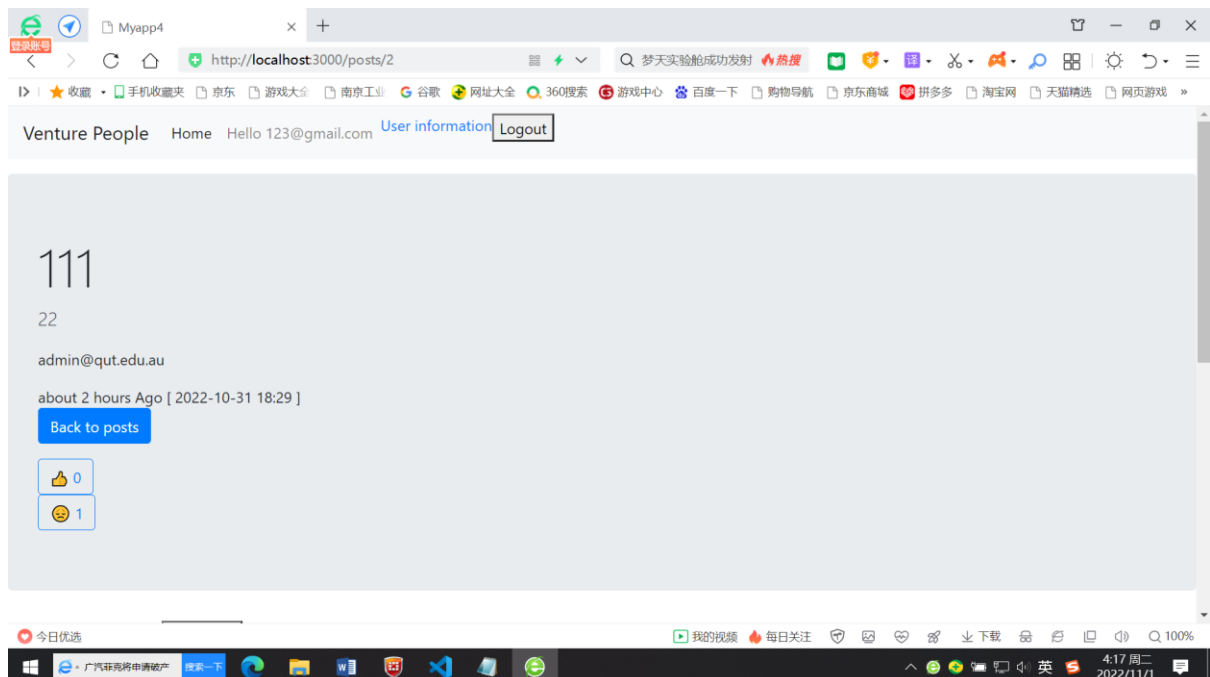 Myapp4
登录账号
http://localhost:3000/posts/2
梦天实验舱成功发射 热搜
译
收藏 手机收藏夹 京东 游戏大全 南京工业 谷歌 网址大全 360搜索 游戏中心 百度一下 购物导航 京东商城 拼多多 淘宝网 天猫精选 网页游戏 »
Venture People Home Hello 123@gmail.com User information Logout
111
22
admin@qut.edu.au
about 2 hours Ago [ 2022-10-31 18:29 ]
Back to posts
👍 0
😔 1
今日优选 我的视频 每日关注 下载 100%
广汽菲克将申请破产 搜索一下 英 4:17 周二
2022/11/1